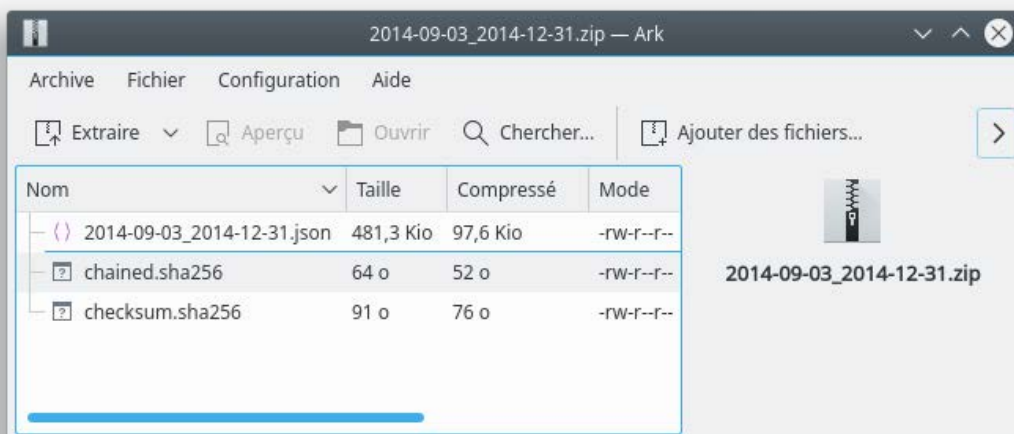 2014-09-03_2014-12-31.zip — Ark
Archive Fichier Configuration Aide
Extraire Aperçu Ouvrir Chercher... Ajouter des fichiers...
Nom Taille Compressé Mode
2014-09-03_2014-12-31.json 481,3 Kio 97,6 Kio -rw-r--r--
chained.sha256 64 o 52 o -rw-r--r--
checksum.sha256 91 o 76 o -rw-r--r--
2014-09-03_2014-12-31.zip